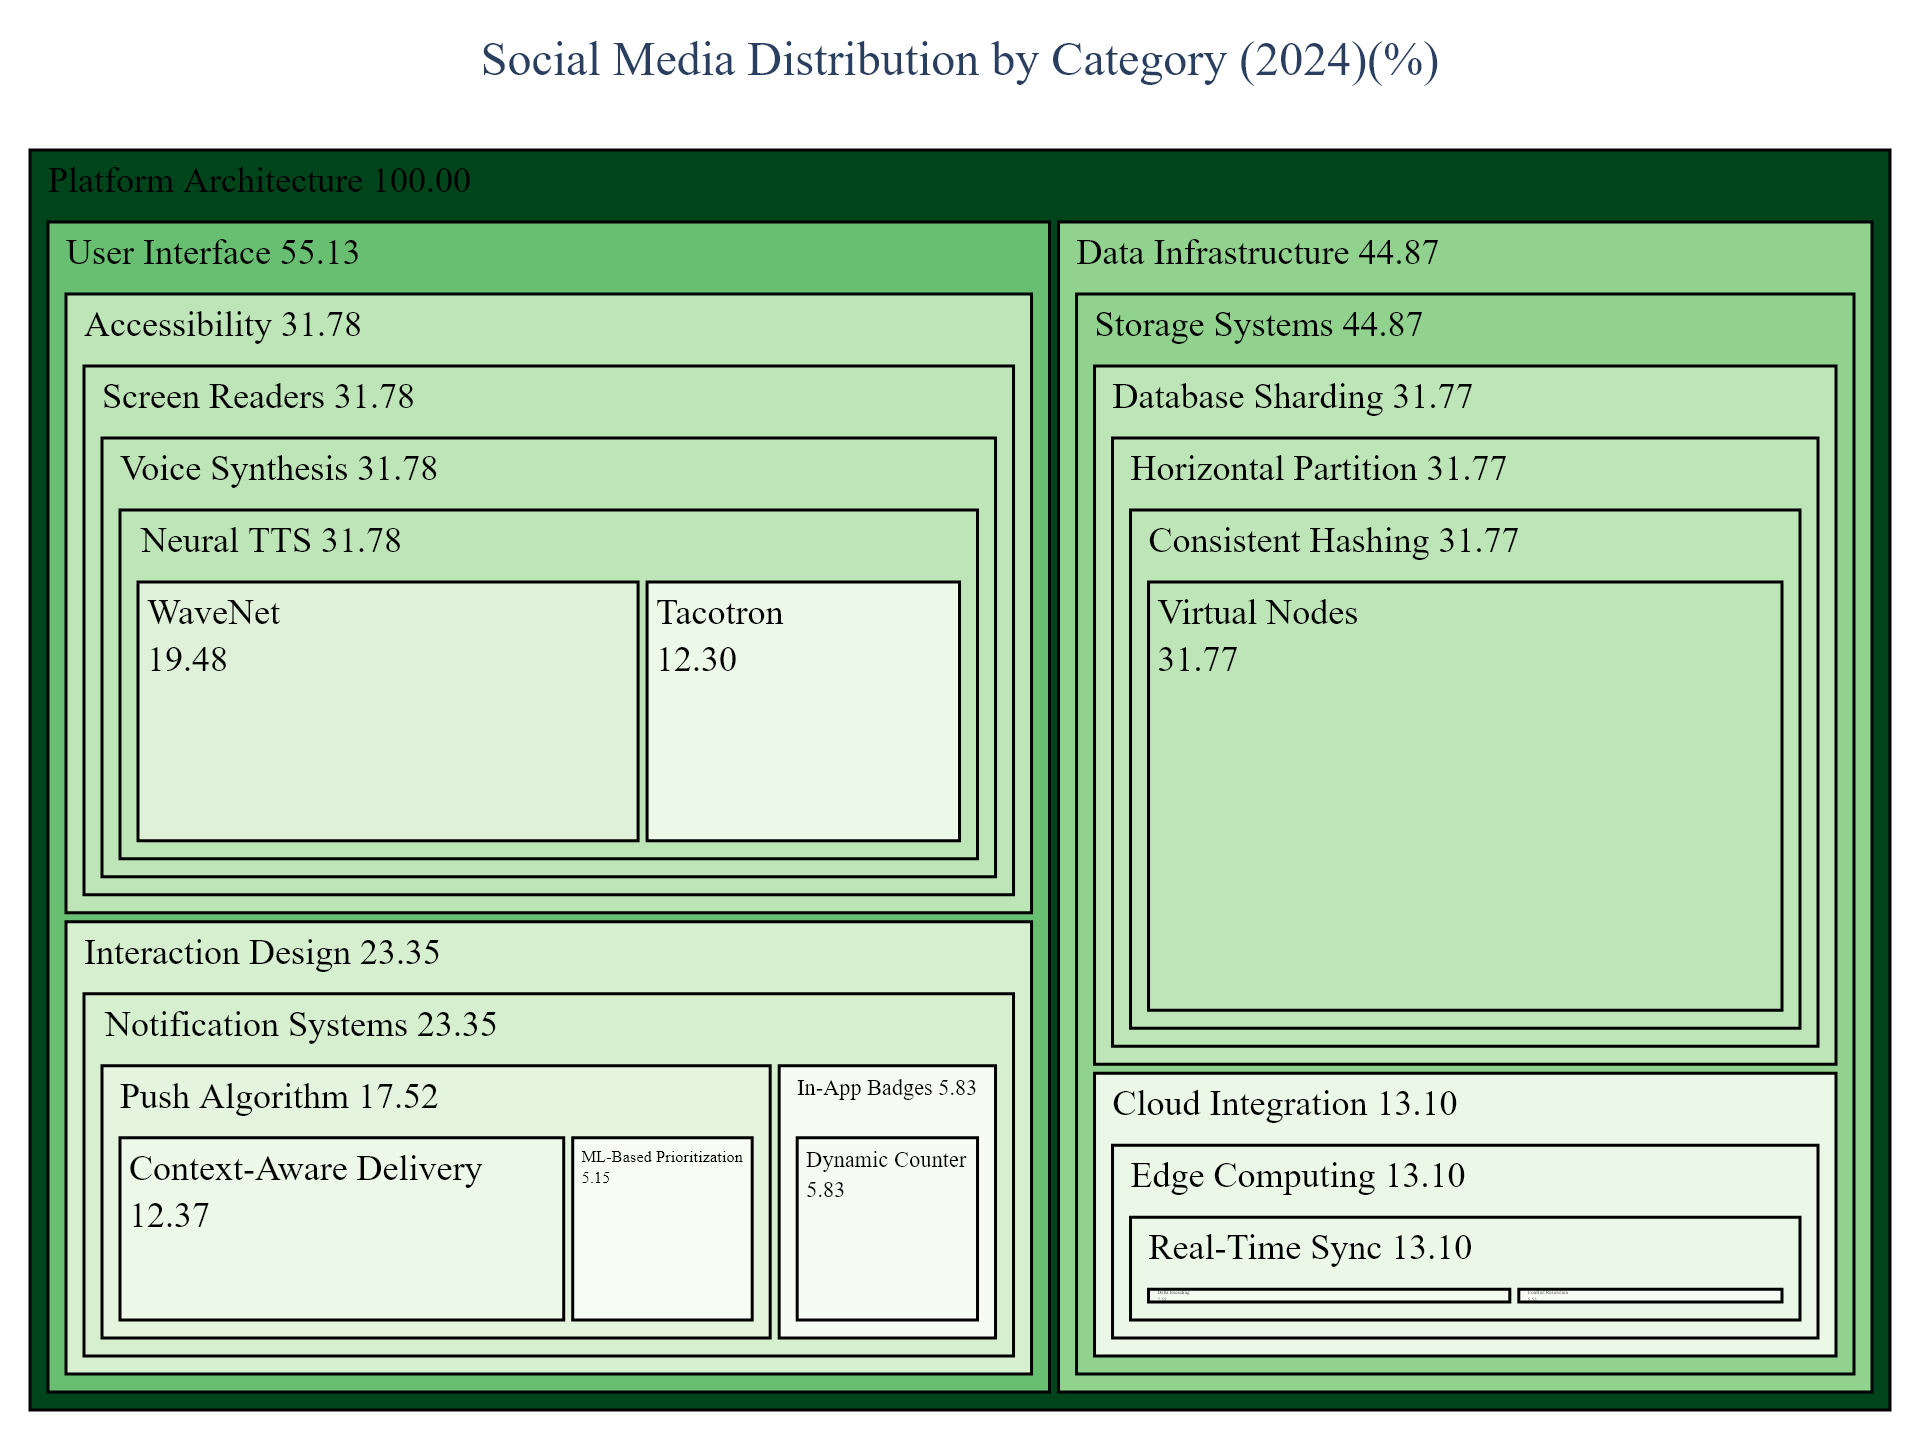 Social Media Distribution by Category (2024)(%)
Platform Architecture 100.00
User Interface 55.13
Accessibility 31.78
Screen Readers 31.78
Voice Synthesis 31.78
Neural TTS 31.78
WaveNet
19.48
Tacotron
12.30
Interaction Design 23.35
Notification Systems 23.35
Push Algorithm 17.52
Context-Aware Delivery
12.37
ML-Based Prioritization
5.15
In-App Badges 5.83
Dynamic Counter
5.83
Data Infrastructure 44.87
Storage Systems 44.87
Database Sharding 31.77
Horizontal Partition 31.77
Consistent Hashing 31.77
Virtual Nodes
31.77
Cloud Integration 13.10
Edge Computing 13.10
Real-Time Sync 13.10
Conflict Resolution